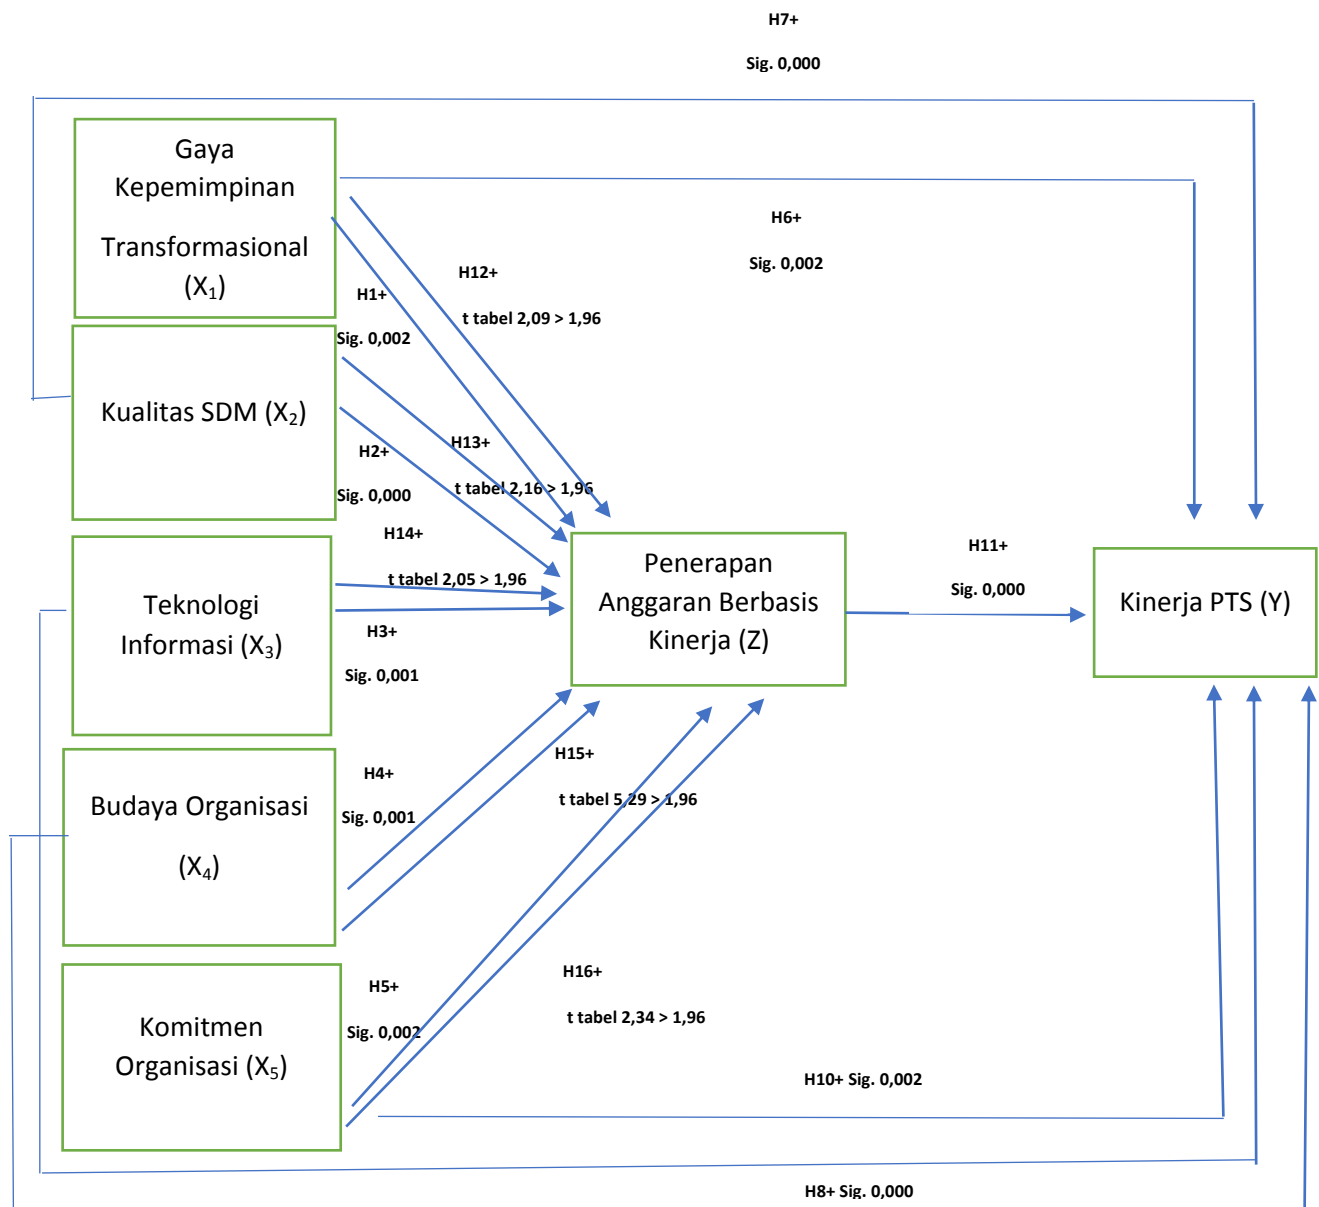 H7+
Sig. 0,000
Gaya
Kepemimpinan
Transformasional
(X1)
H6+
Sig. 0,002
H12+
t tabel 2,09 > 1,96
H1+
Sig. 0,002
Kualitas SDM (X2)
H13+
t tabel 2,16 > 1,96
H2+
Sig. 0,000
H14+
t tabel 2,05 > 1,96
Teknologi
Informasi (X3)
H3+
Sig. 0,001
Penerapan
Anggaran Berbasis
Kinerja (Z)
H11+
Sig. 0,000
Kinerja PTS (Y)
Budaya Organisasi
(X4)
H4+
Sig. 0,001
H15+
t tabel 5,29 > 1,96
Komitmen
Organisasi (X5)
H5+
Sig. 0,002
H16+
t tabel 2,34 > 1,96
H10+ Sig. 0,002
H8+ Sig. 0,000